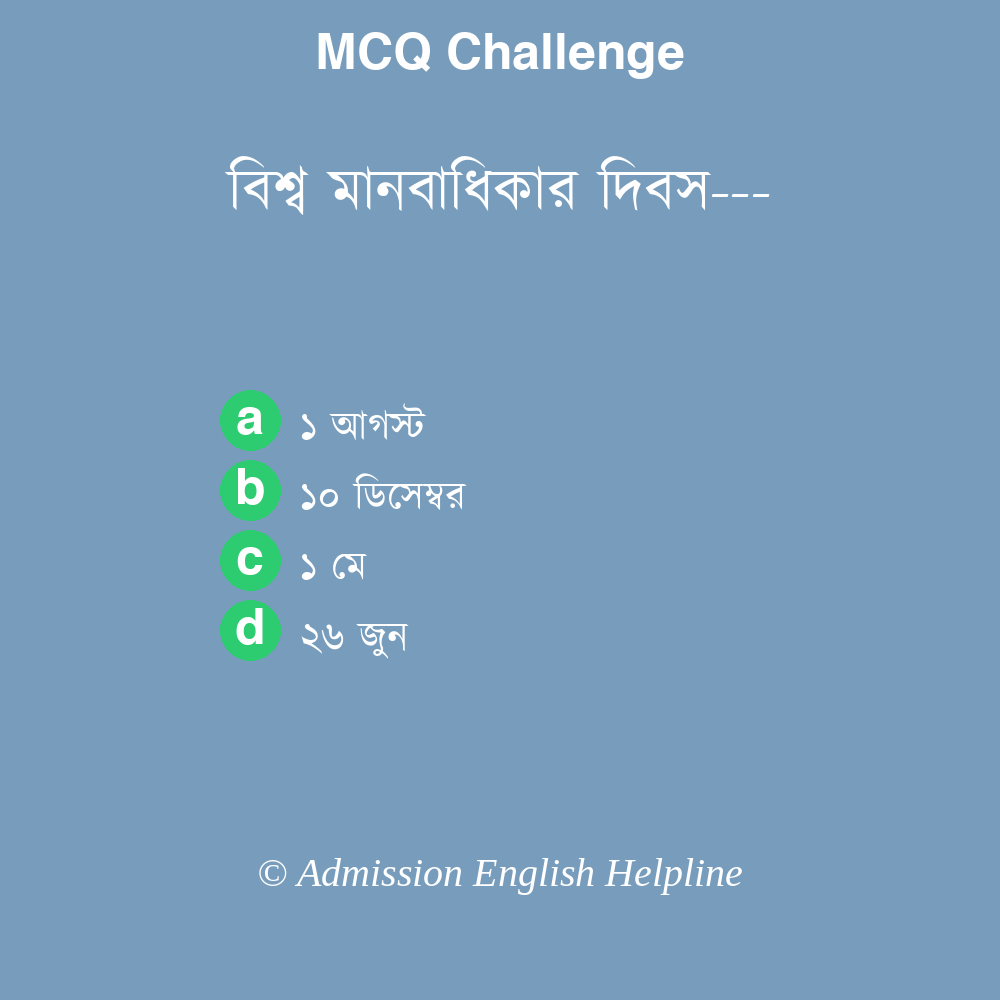 MCQ Challenge
বিশ্ব মানবাধিকার দিবস---
a ১ আগস্ট
b ১০ ডিসেম্বর
c ১ মে
d ২৬ জুন
© Admission English Helpline